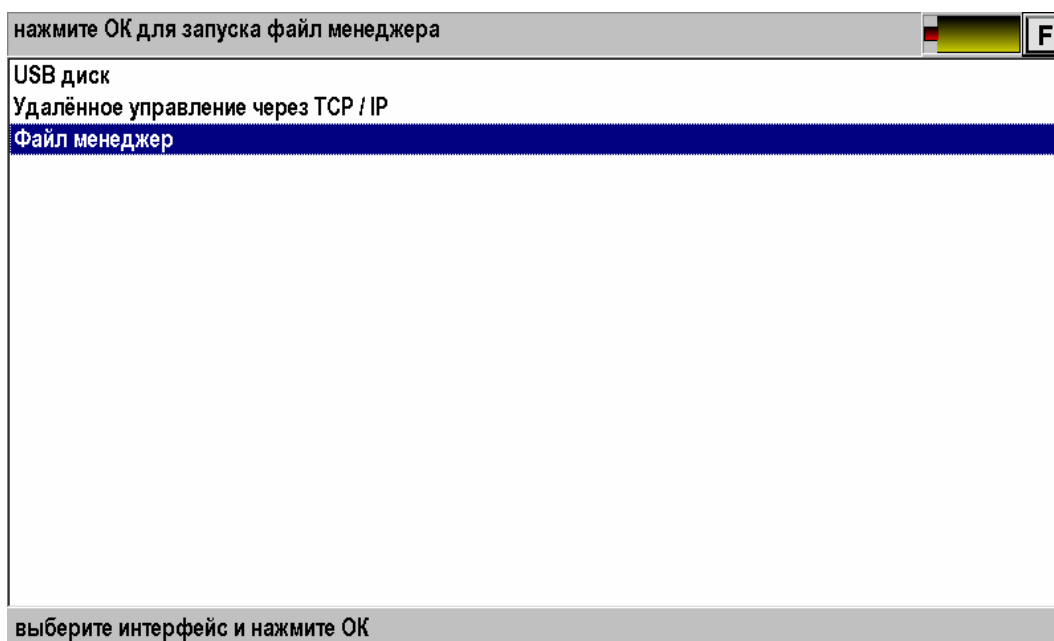 нажмите ОК для запуска файл менеджера
F
USB диск
Удалённое управление через TCP / IP
Файл менеджер
выберите интерфейс и нажмите ОК